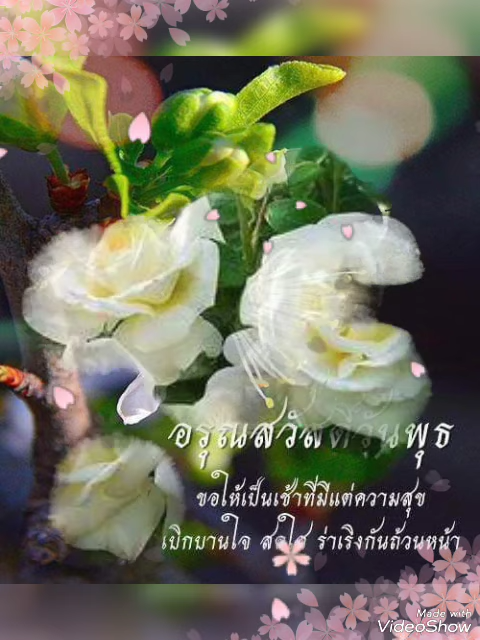 อรุณสวัสดีวันพุธ
ขอให้เป็นเช้าที่มีแต่ความสุข
เบิกบานใจ สดใส ร่าเริงกันถ้วนหน้า
Made with
VideoShow